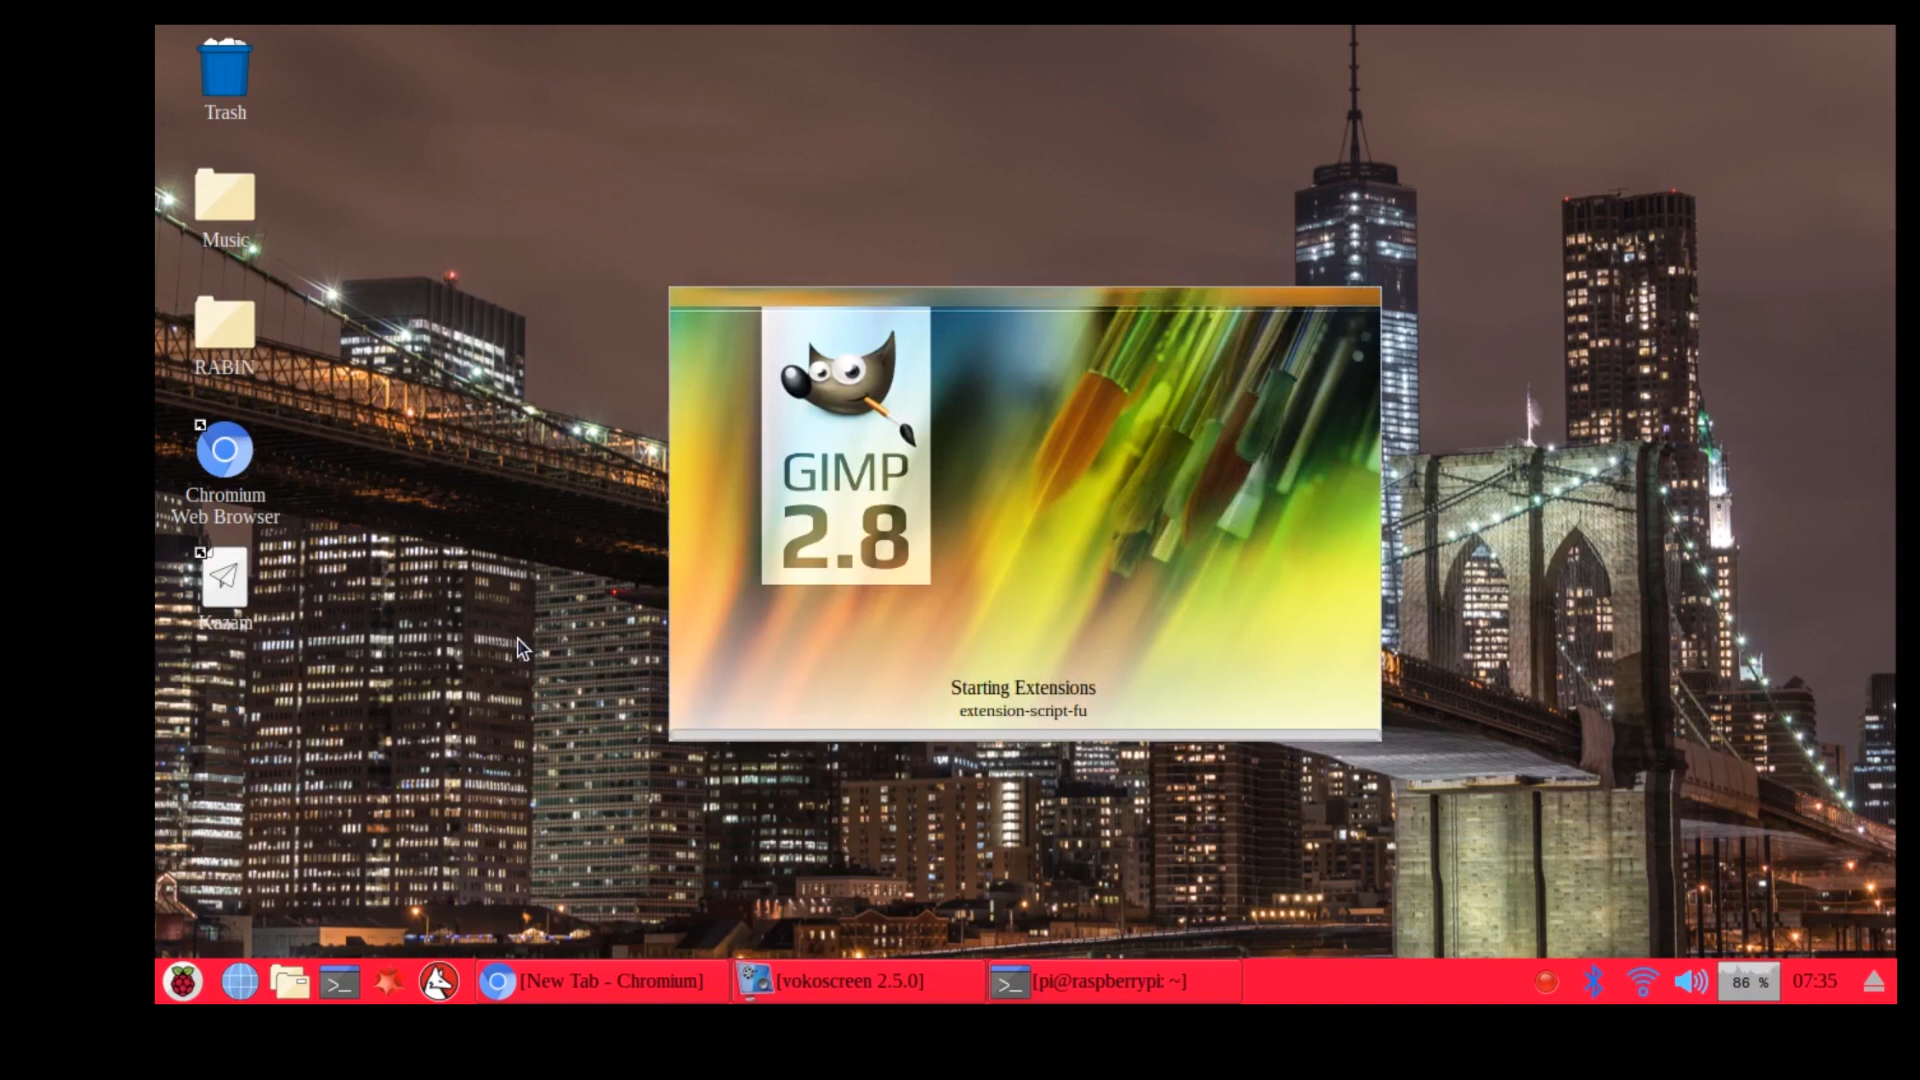 Trash
Music
RABIN
Chromium
Web Browser
Kazam
GIMP
2.8
Starting Extensions
extension-script-fu
[New Tab - Chromium]
[vokoscreen 2.5.0]
[pi@raspberrypi: ~]
86 %
07:35